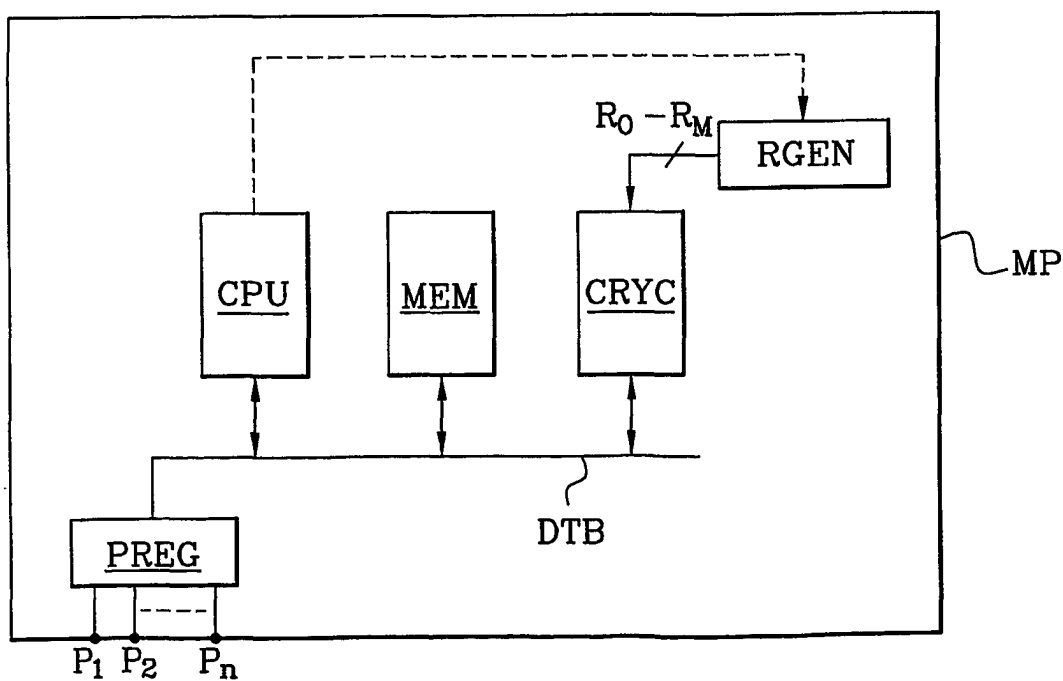 R0 – RM
RGEN
CPU
MEM
CRYC
MP
DTB
PREG
P1 P2 Pn